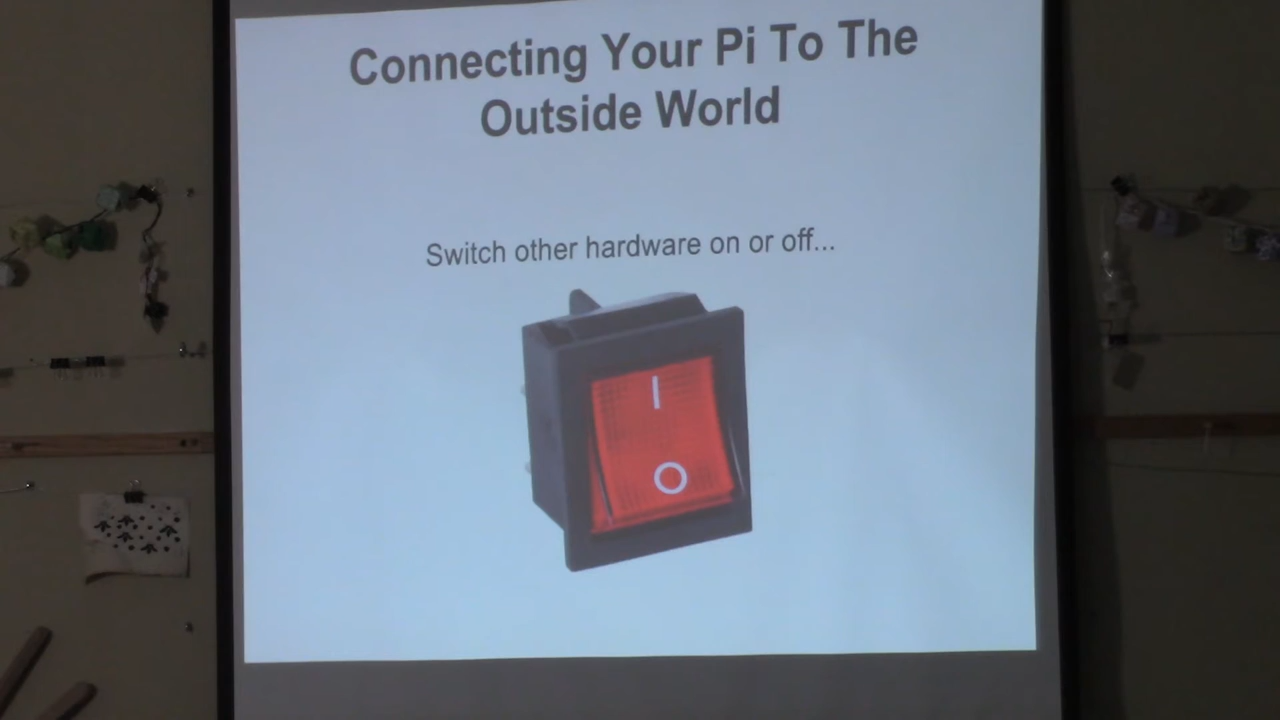 Connecting Your Pi To The
Outside World
Switch other hardware on or off...
I
O